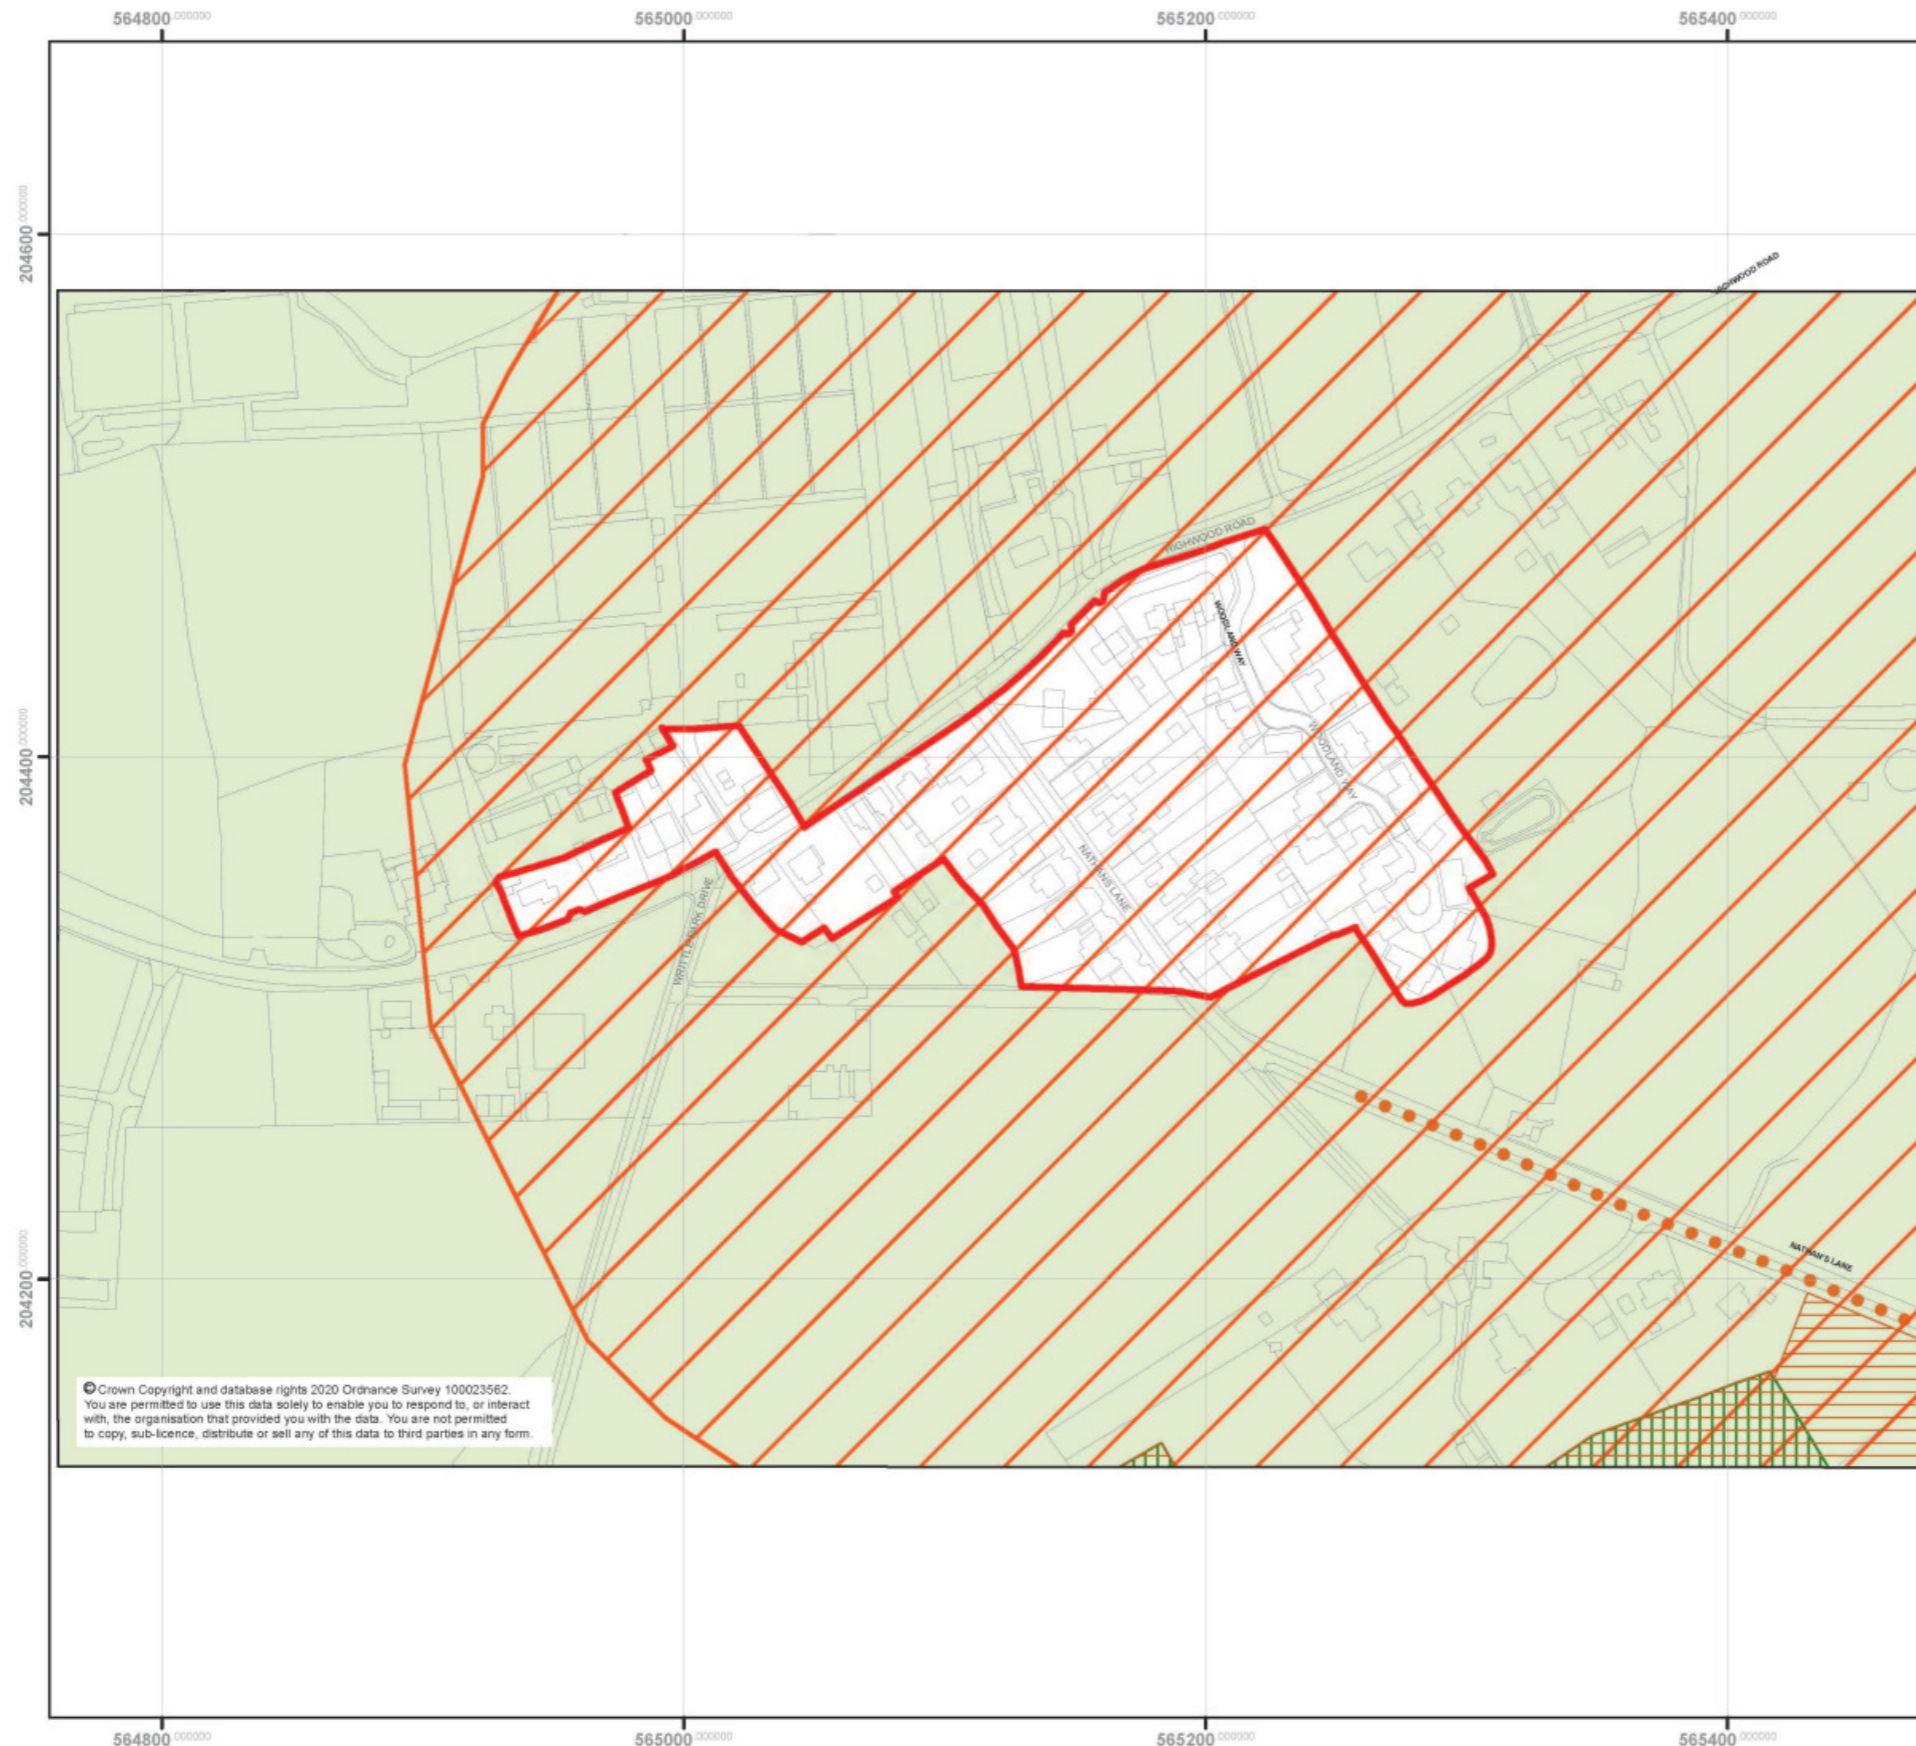 564800.000000 565000.000000 565200.000000 565400.000000
204600.000000
HIGHWOOD ROAD
WOODLAND WAY
WOODLAND WAY
204400.000000
NATHANS LANE
WRITTLE PARK DRIVE
NATHAN'S LANE
204200.000000
© Crown Copyright and database rights 2020 Ordnance Survey 100023562.
You are permitted to use this data solely to enable you to respond to, or interact
with, the organisation that provided you with the data. You are not permitted
to copy, sub-licence, distribute or sell any of this data to third parties in any form.
564800.000000 565000.000000 565200.000000 565400.000000